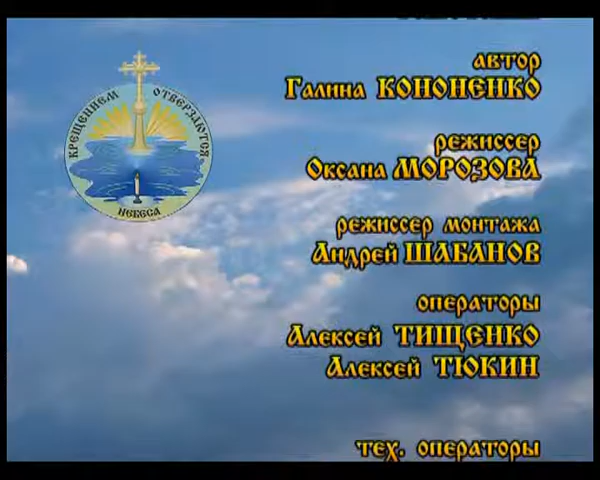 КРЕЩЕНИЕМ ОТВЕРЗАЮТСЯ
НЕБЕСА
автор
Галина КОНОНЕНКО
режиссер
Оксана МОРОЗОВА
режиссер монтажа
Андрей ШАБАНОВ
операторы
Алексей ТИЩЕНКО
Алексей ТЮКИН
тех. операторы